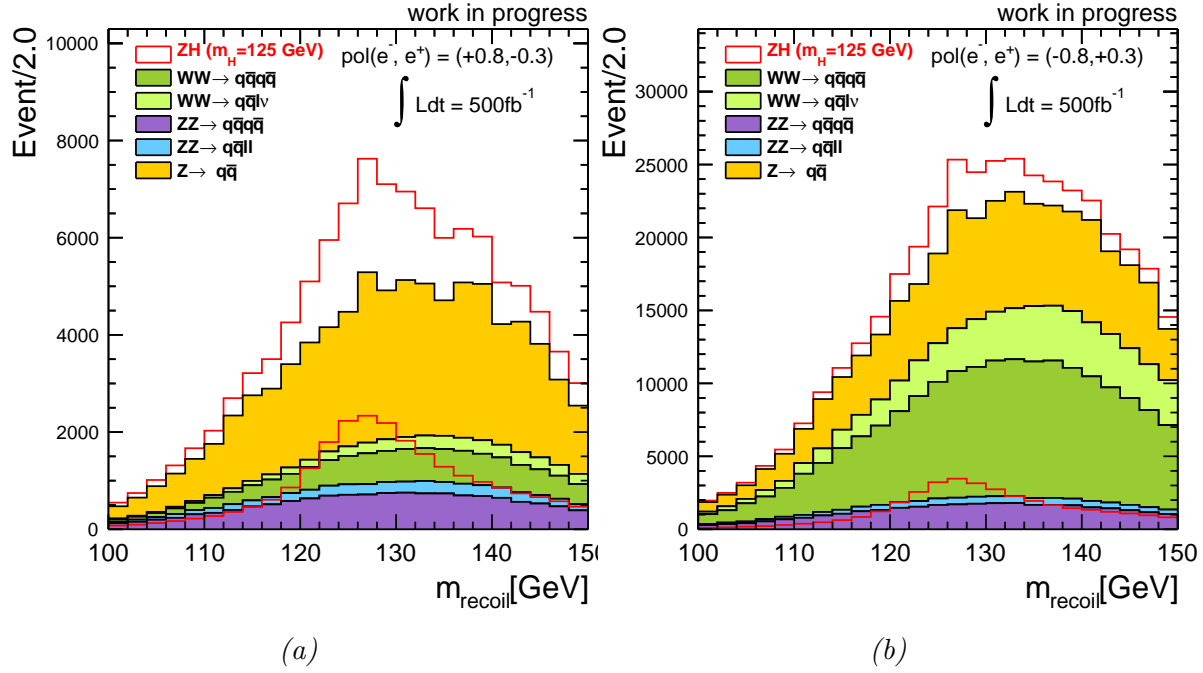 work in progress
Event/2.0
10000
8000
6000
4000
2000
0
ZH (m_H=125 GeV)
WW→ qq̄qq̄
WW→ qq̄lν
ZZ→ qq̄qq̄
ZZ→ qq̄ll
Z→ qq̄
pol(e⁻, e⁺) = (+0.8,-0.3)
∫ Ldt = 500fb⁻¹
100 110 120 130 140 150
m_recoil[GeV]
(a)
work in progress
Event/2.0
30000
25000
20000
15000
10000
5000
0
ZH (m_H=125 GeV)
WW→ qq̄qq̄
WW→ qq̄lν
ZZ→ qq̄qq̄
ZZ→ qq̄ll
Z→ qq̄
pol(e⁻, e⁺) = (-0.8,+0.3)
∫ Ldt = 500fb⁻¹
100 110 120 130 140 150
m_recoil[GeV]
(b)